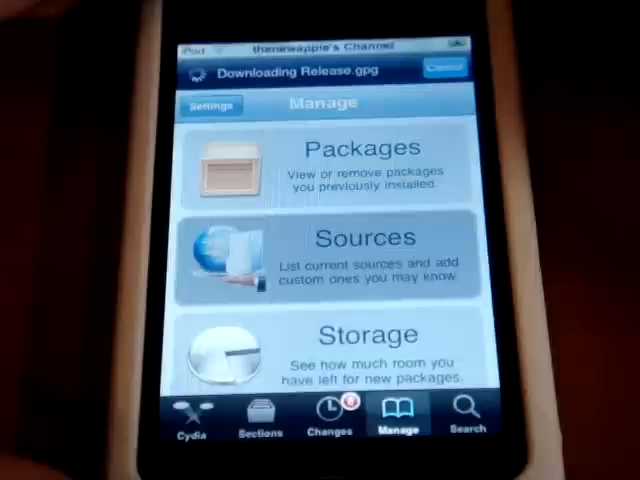 iPod
thenewapple's Channel
Downloading Release.gpg
Cancel
Settings
Manage
Packages
View or remove packages
you previously installed.
Sources
List current sources and add
custom ones you may know.
Storage
See how much room you
have left for new packages.
Cydia
Sections
Changes
Manage
Search